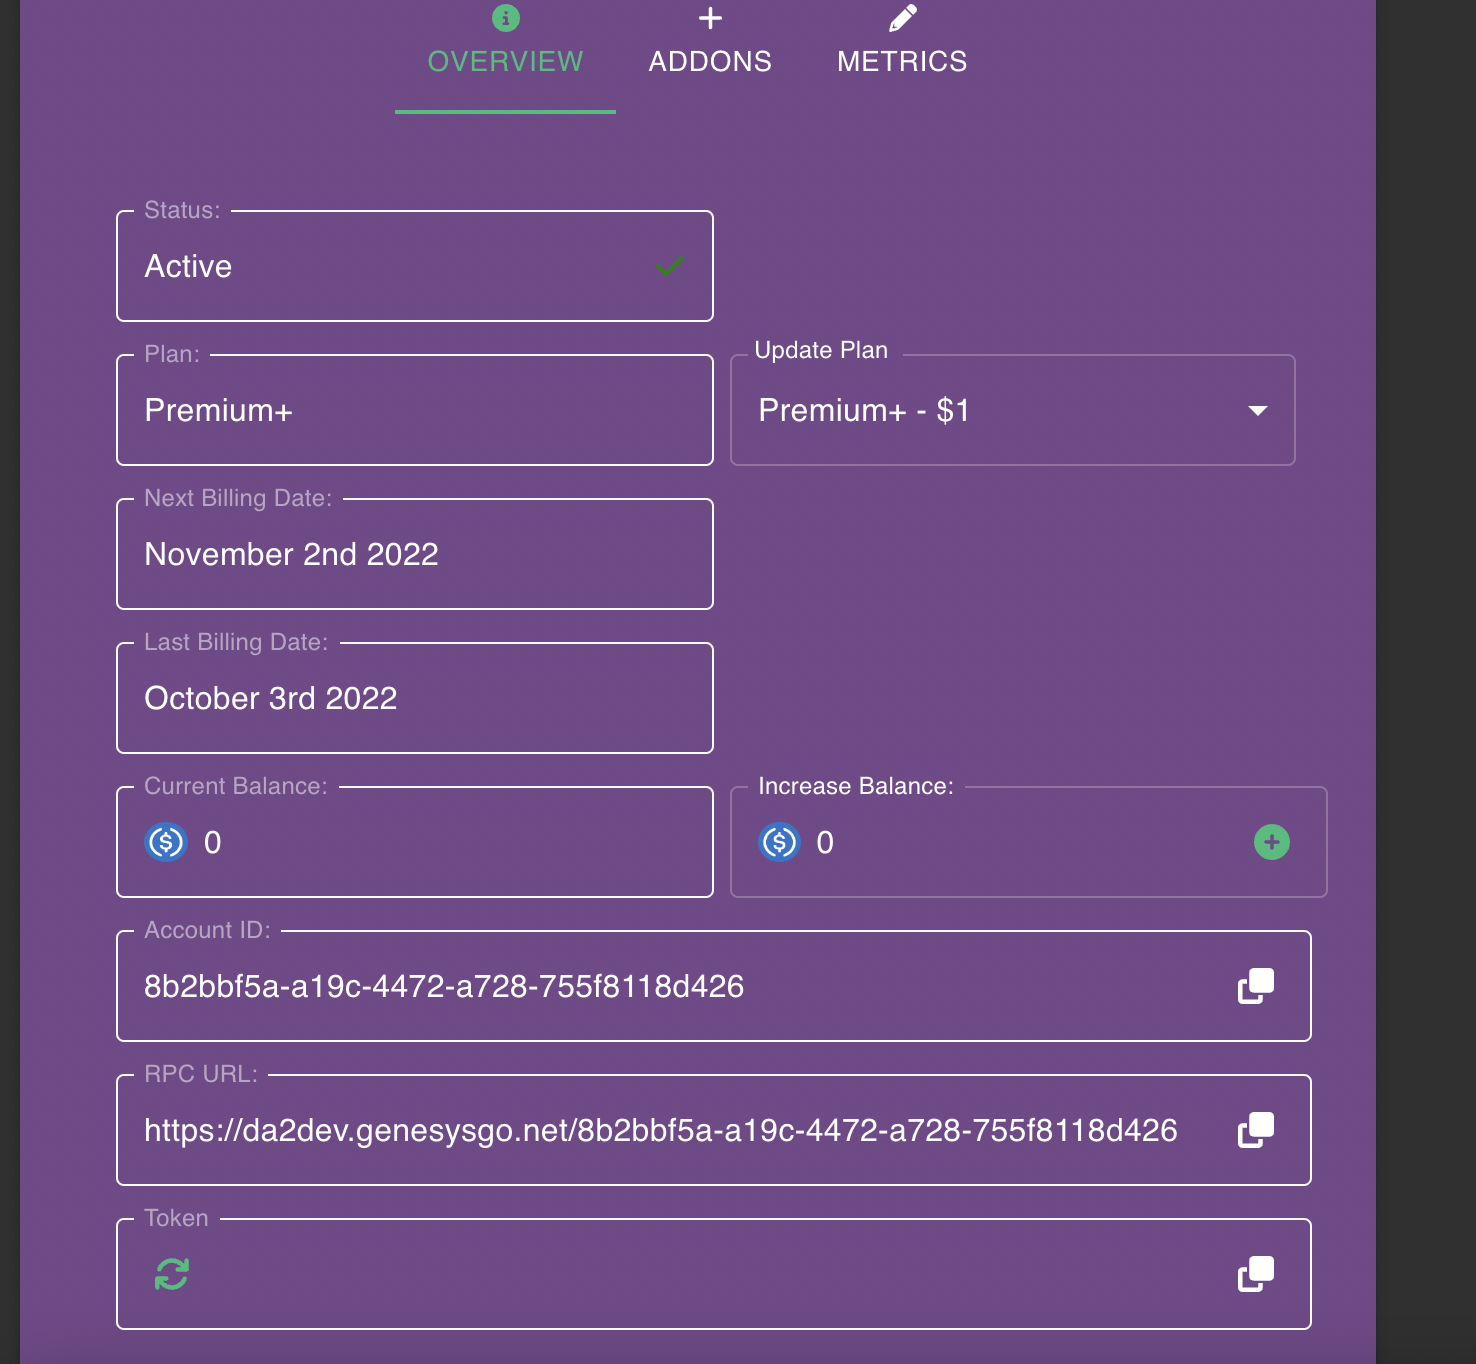 OVERVIEW ADDONS METRICS
Status:
Active
Plan:
Premium+
Update Plan
Premium+ - $1
Next Billing Date:
November 2nd 2022
Last Billing Date:
October 3rd 2022
Current Balance:
0
Increase Balance:
0
Account ID:
8b2bbf5a-a19c-4472-a728-755f8118d426
RPC URL:
https://da2dev.genesysgo.net/8b2bbf5a-a19c-4472-a728-755f8118d426
Token